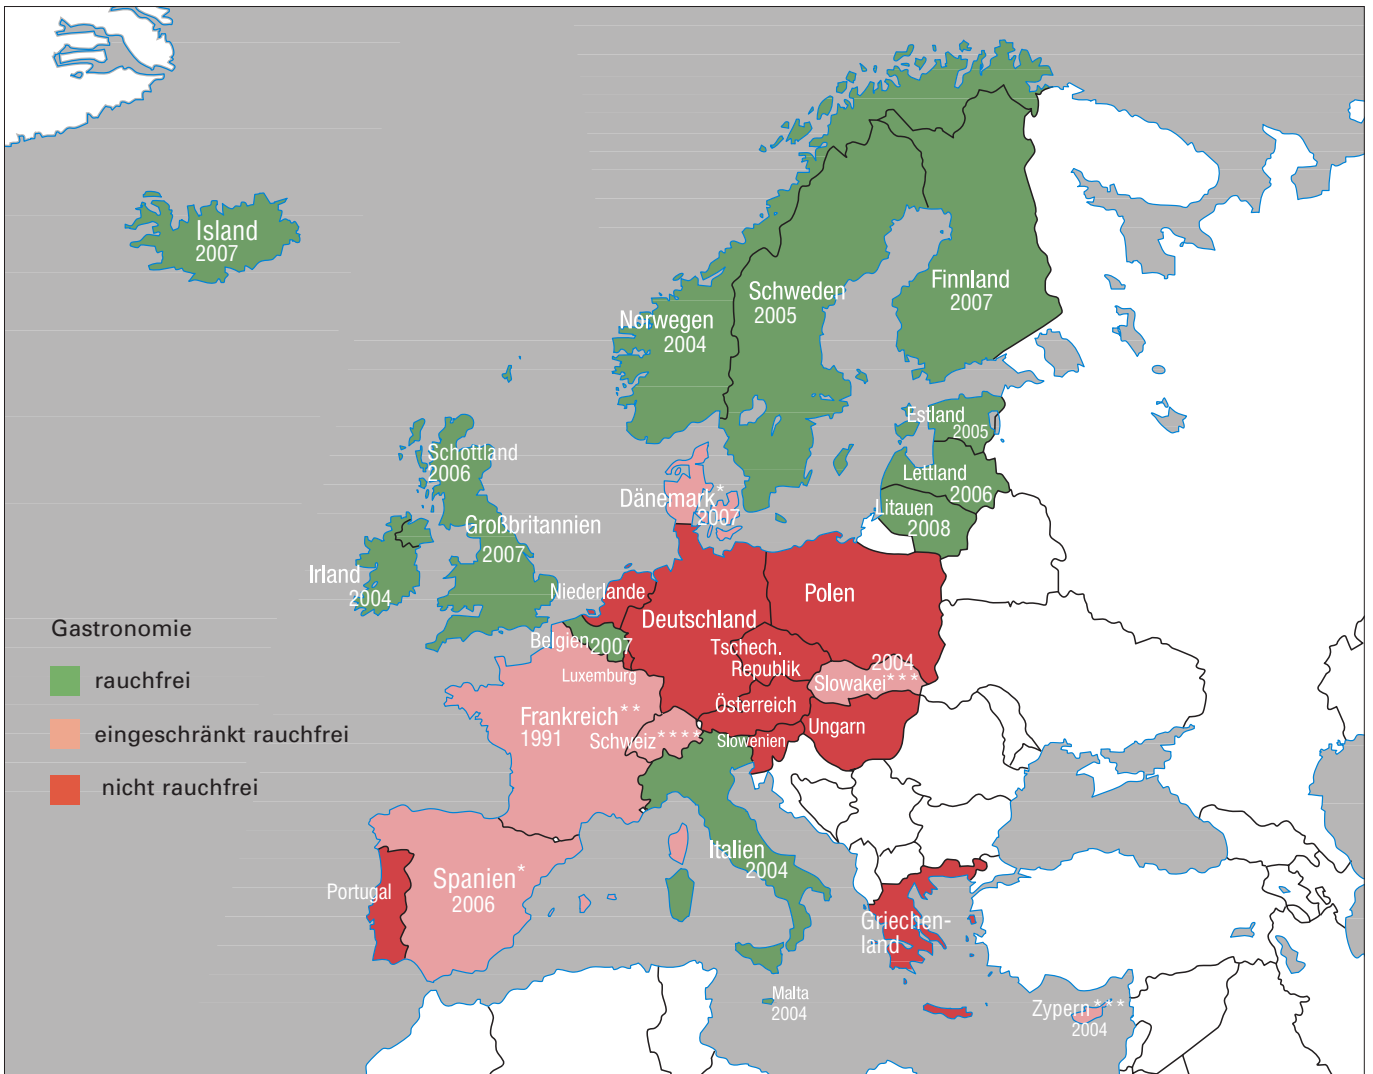 Island
2007
Norwegen
2004
Schweden
2005
Finnland
2007
Estland
2005
Lettland
2006
Litauen
2008
Schottland
2006
Großbritannien
2007
Irland
2004
Dänemark*
2007
Niederlande
Belgien 2007
Luxemburg
Deutschland
Polen
Tschech.
Republik
2004
Slowakei***
Österreich
Ungarn
Slowenien
Frankreich**
1991
Schweiz****
Gastronomie
rauchfrei
eingeschränkt rauchfrei
nicht rauchfrei
Italien
2004
Portugal
Spanien*
2006
Griechen-
land
Malta
2004
Zypern***
2004